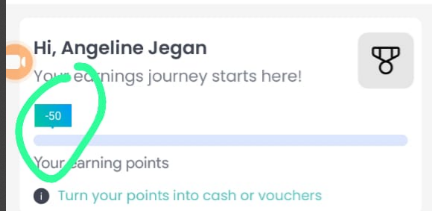 Hi, Angeline Jegan
Your earnings journey starts here!
-50
Your earning points
Turn your points into cash or vouchers